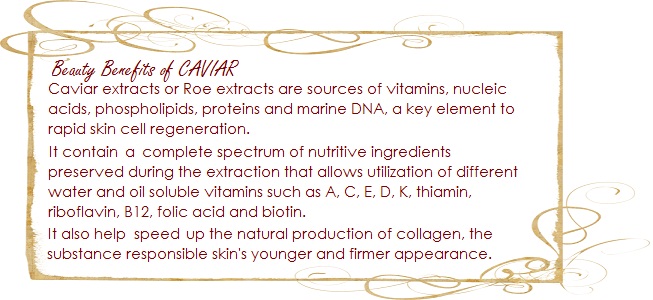 Beauty Benefits of CAVIAR
Caviar extracts or Roe extracts are sources of vitamins, nucleic
acids, phospholipids, proteins and marine DNA, a key element to
rapid skin cell regeneration.
It contain a complete spectrum of nutritive ingredients
preserved during the extraction that allows utilization of different
water and oil soluble vitamins such as A, C, E, D, K, thiamin,
riboflavin, B12, folic acid and biotin.
It also help speed up the natural production of collagen, the
substance responsible skin's younger and firmer appearance.